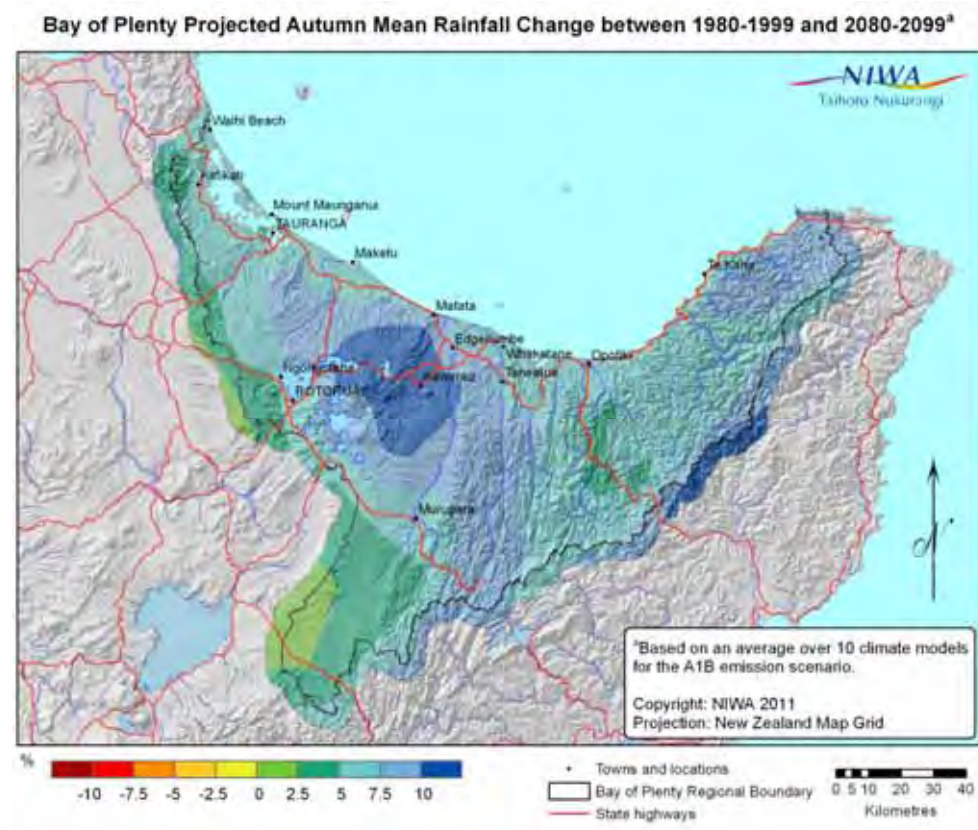 Bay of Plenty Projected Autumn Mean Rainfall Change between 1980-1999 and 2080-2099ª
NIWA
Taihoro Nukurangi
Waihi Beach
Katikati
Mount Maunganui
TAURANGA
Maketu
Te Kaha
Matata
Edgecumbe
Whakatane
Opotiki
Taneatua
Ngongotaha
Kawerau
ROTORUA
Murupara
ªBased on an average over 10 climate models
for the A1B emission scenario.
Copyright: NIWA 2011
Projection: New Zealand Map Grid
%
-10 -7.5 -5 -2.5 0 2.5 5 7.5 10
Towns and locations
Bay of Plenty Regional Boundary
State highways
0 5 10 20 30 40
Kilometres